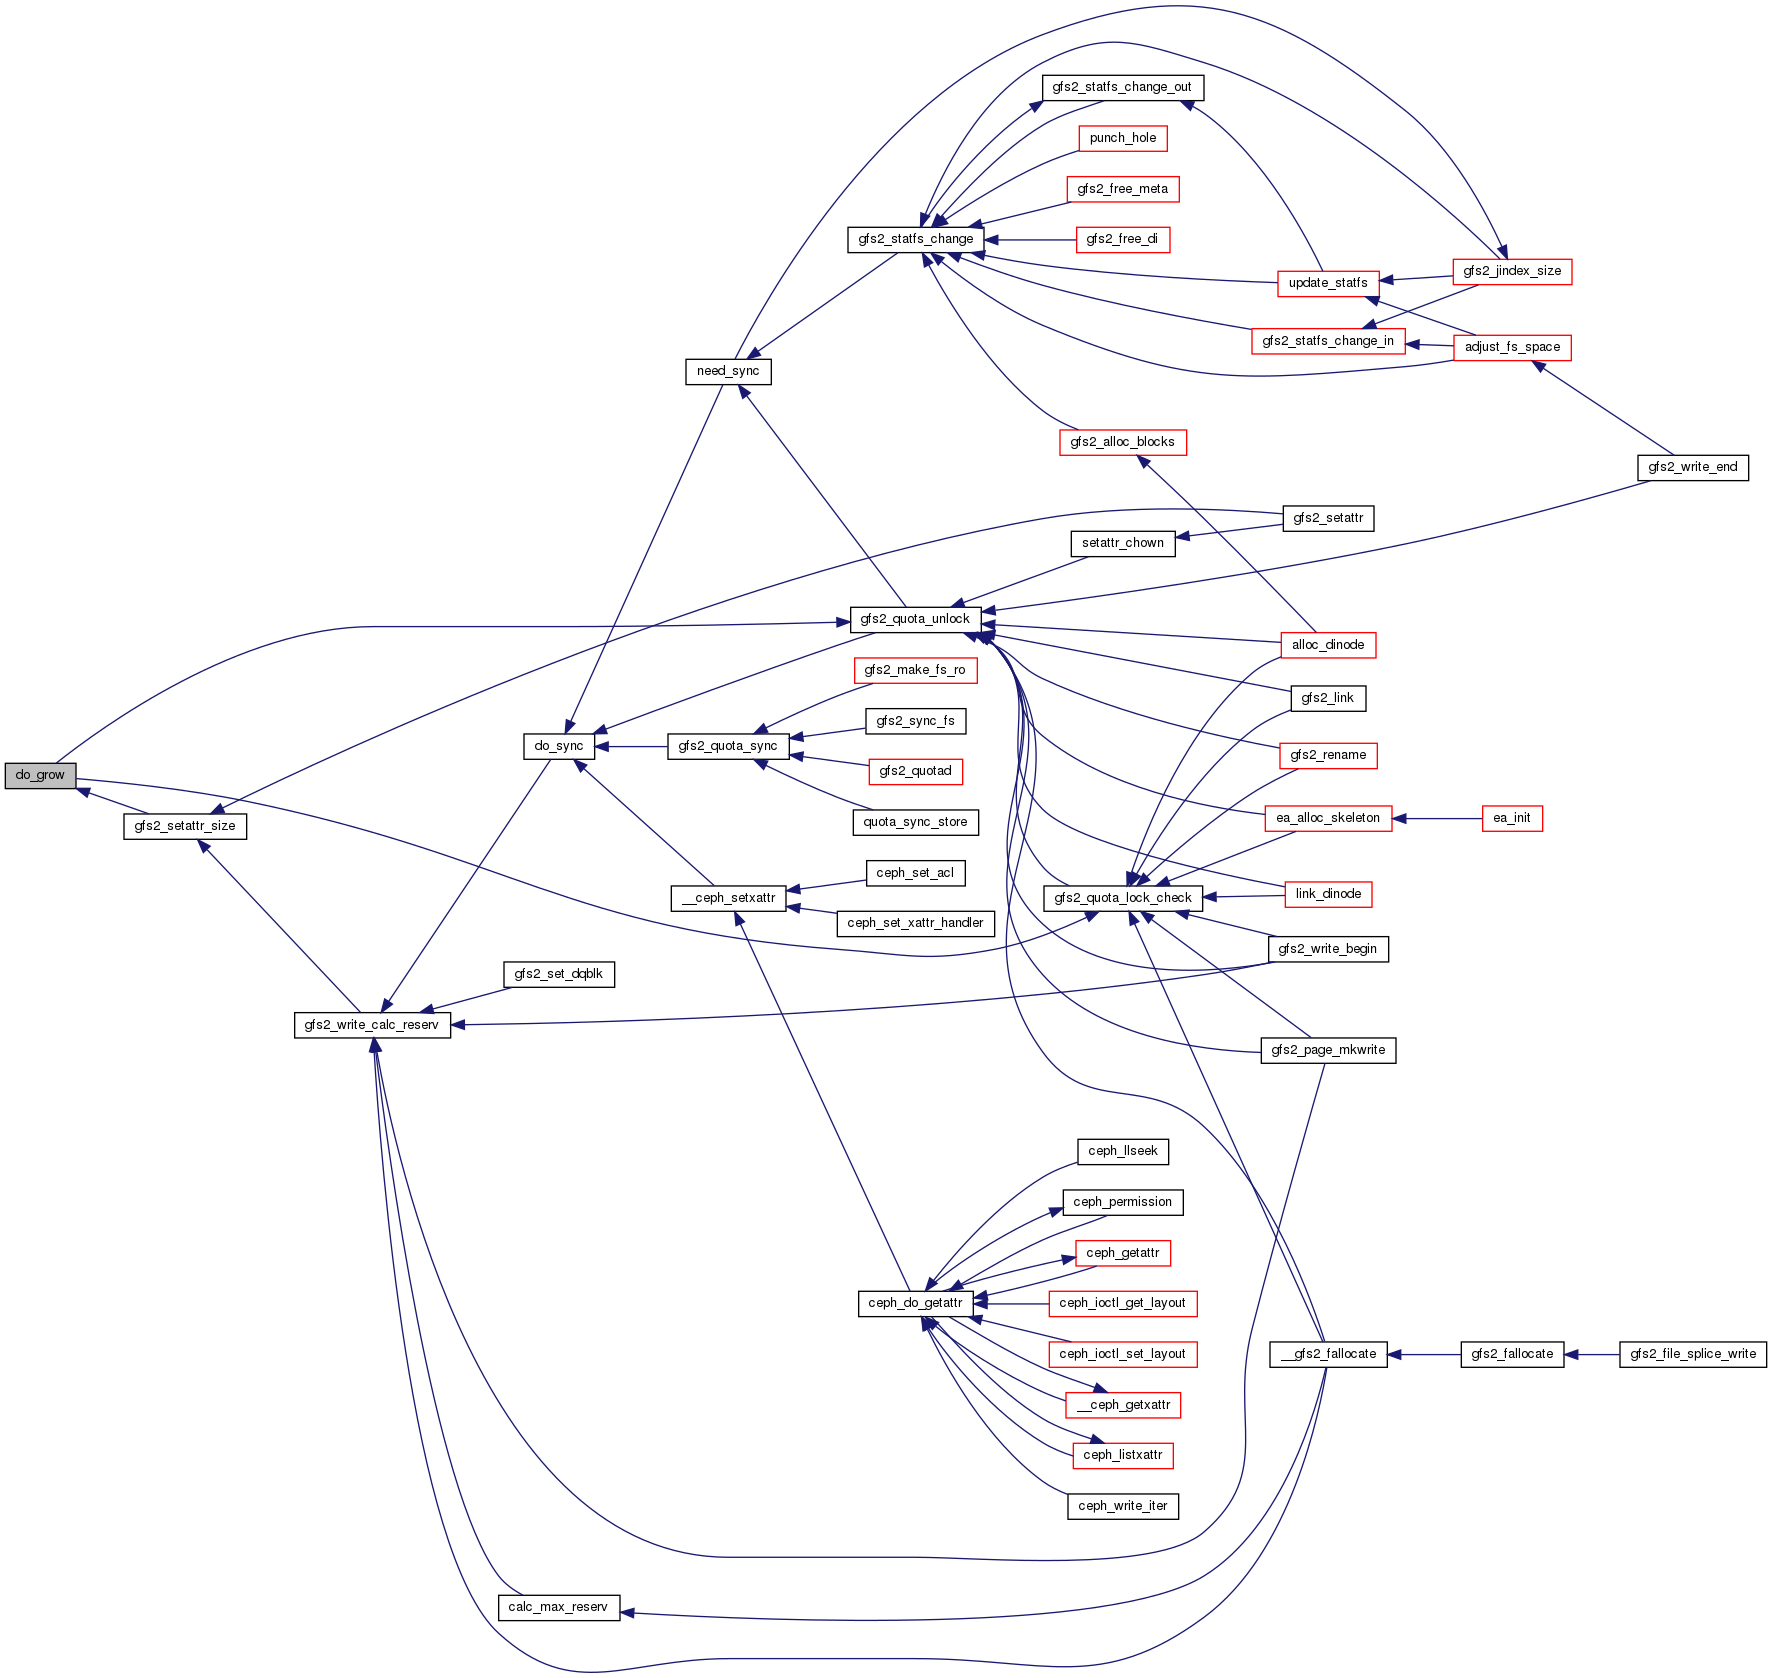 gfs2_statfs_change_out
punch_hole
gfs2_free_meta
gfs2_statfs_change
gfs2_free_di
gfs2_jindex_size
update_statfs
gfs2_statfs_change_in
adjust_fs_space
need_sync
gfs2_alloc_blocks
gfs2_write_end
gfs2_setattr
setattr_chown
gfs2_quota_unlock
alloc_dinode
gfs2_make_fs_ro
gfs2_link
gfs2_sync_fs
do_sync
gfs2_quota_sync
gfs2_rename
gfs2_quotad
do_grow
gfs2_setattr_size
quota_sync_store
ea_alloc_skeleton
ea_init
ceph_set_acl
__ceph_setxattr
gfs2_quota_lock_check
link_dinode
ceph_set_xattr_handler
gfs2_write_begin
gfs2_set_dqblk
gfs2_write_calc_reserv
gfs2_page_mkwrite
ceph_llseek
ceph_permission
ceph_getattr
ceph_do_getattr
ceph_ioctl_get_layout
ceph_ioctl_set_layout
__gfs2_fallocate
gfs2_fallocate
gfs2_file_splice_write
__ceph_getxattr
ceph_listxattr
ceph_write_iter
calc_max_reserv